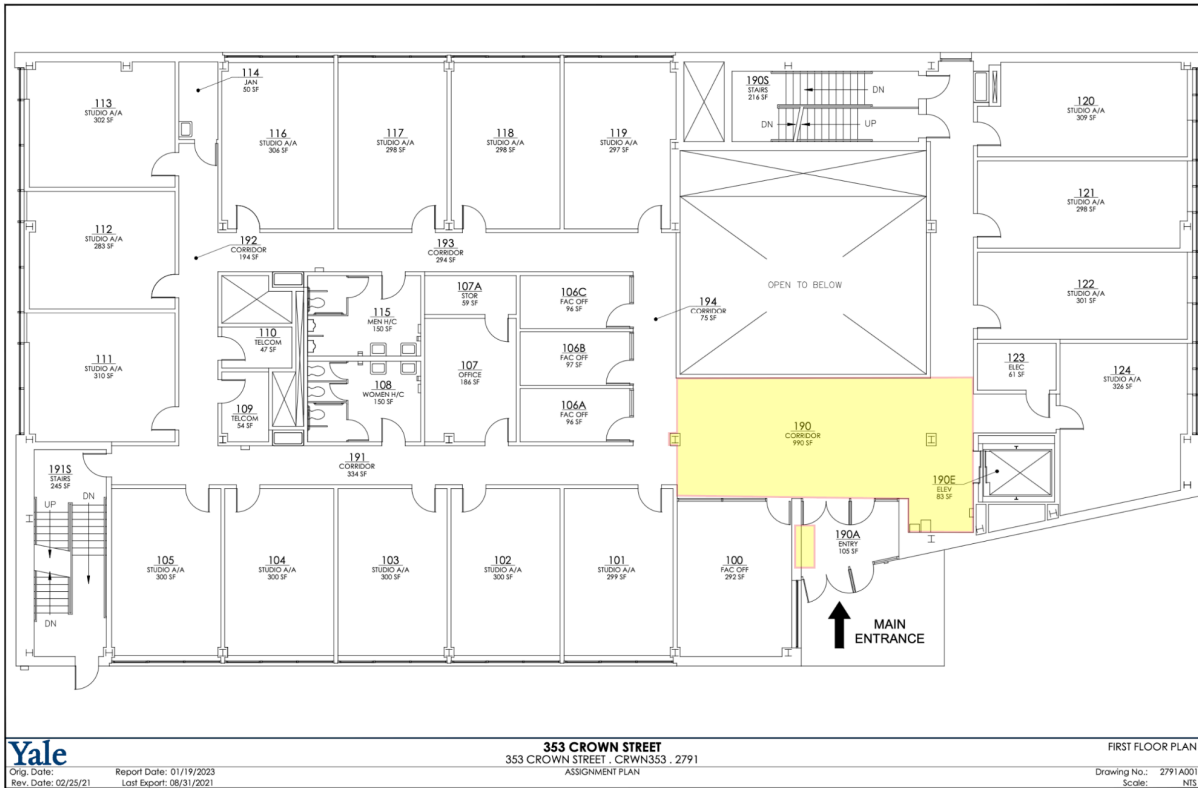 114
JAN
50 SF
190S
STAIRS
216 SF
DN
DN
UP
113
STUDIO A/A
302 SF
116
STUDIO A/A
306 SF
117
STUDIO A/A
298 SF
118
STUDIO A/A
298 SF
119
STUDIO A/A
297 SF
120
STUDIO A/A
309 SF
121
STUDIO A/A
298 SF
112
STUDIO A/A
283 SF
192
CORRIDOR
194 SF
193
CORRIDOR
294 SF
OPEN TO BELOW
122
STUDIO A/A
301 SF
107A
STOR
59 SF
106C
FAC OFF
96 SF
194
CORRIDOR
75 SF
115
MEN H/C
150 SF
110
TELCOM
47 SF
106B
FAC OFF
97 SF
111
STUDIO A/A
310 SF
107
OFFICE
186 SF
123
ELEC
61 SF
124
STUDIO A/A
326 SF
108
WOMEN H/C
150 SF
109
TELCOM
54 SF
106A
FAC OFF
96 SF
190
CORRIDOR
990 SF
191
CORRIDOR
334 SF
191S
STAIRS
245 SF
UP
DN
DN
190E
ELEV
83 SF
105
STUDIO A/A
300 SF
104
STUDIO A/A
300 SF
103
STUDIO A/A
300 SF
102
STUDIO A/A
300 SF
101
STUDIO A/A
299 SF
100
FAC OFF
292 SF
190A
ENTRY
105 SF
MAIN
ENTRANCE
Yale
Orig. Date:
Rev. Date: 02/25/21
Report Date: 01/19/2023
Last Export: 08/31/2021
353 CROWN STREET
353 CROWN STREET . CRWN353 . 2791
ASSIGNMENT PLAN
FIRST FLOOR PLAN
Drawing No.: 2791A001
Scale: NTS